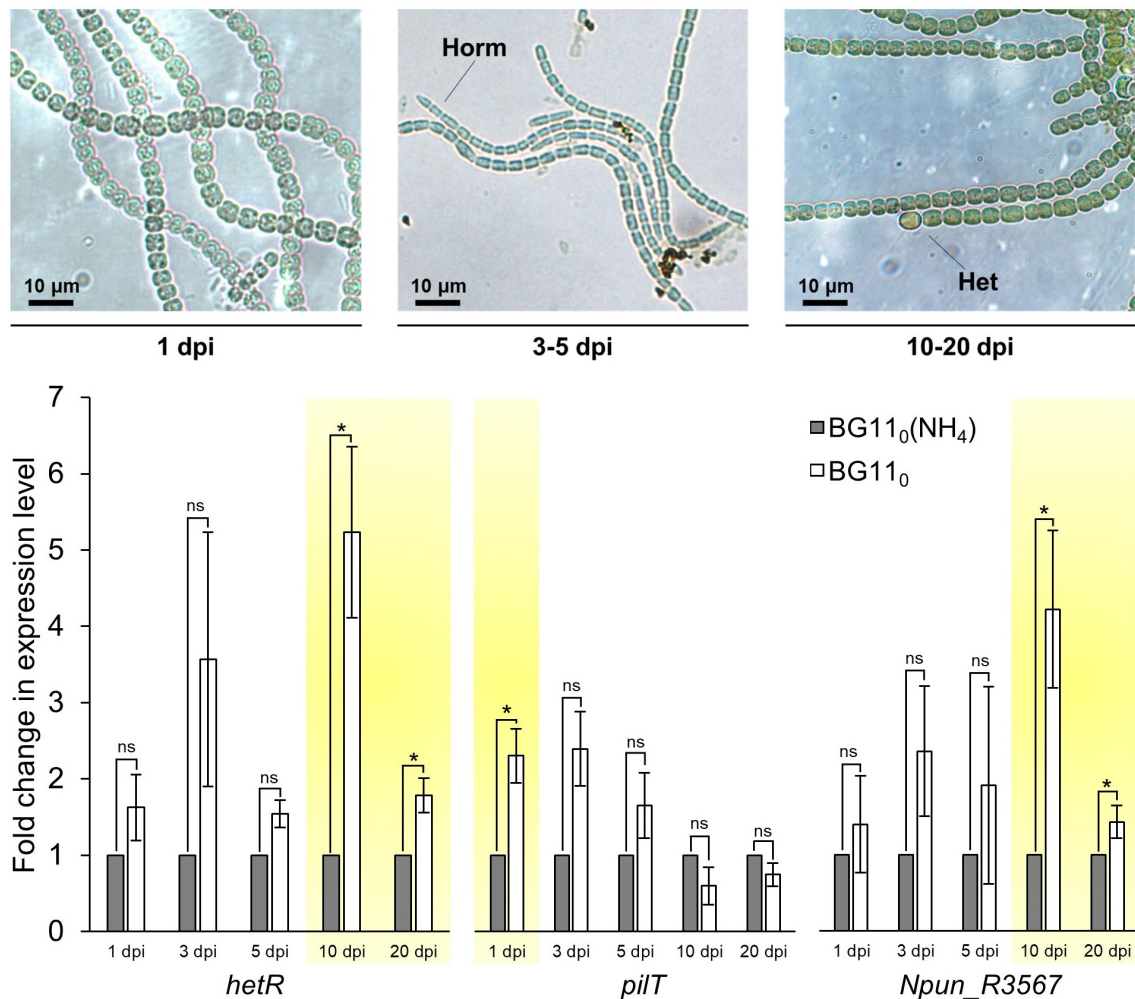 Horm
Het
10 µm
10 µm
10 µm
1 dpi
3-5 dpi
10-20 dpi
Fold change in expression level
7
6
5
4
3
2
1
0
BG11₀(NH₄)
BG11₀
ns
ns
ns
*
*
*
ns
ns
ns
ns
ns
ns
ns
*
*
1 dpi
3 dpi
5 dpi
10 dpi
20 dpi
1 dpi
3 dpi
5 dpi
10 dpi
20 dpi
1 dpi
3 dpi
5 dpi
10 dpi
20 dpi
hetR
pilT
Npun_R3567